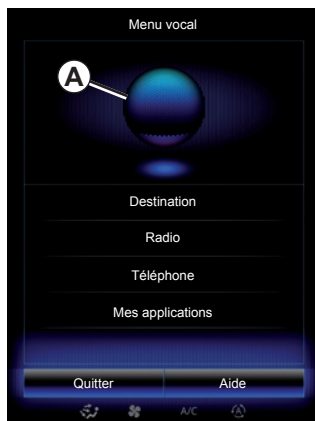 Menu vocal
A
Destination
Radio
Téléphone
Mes applications
Quitter Aide
A/C A